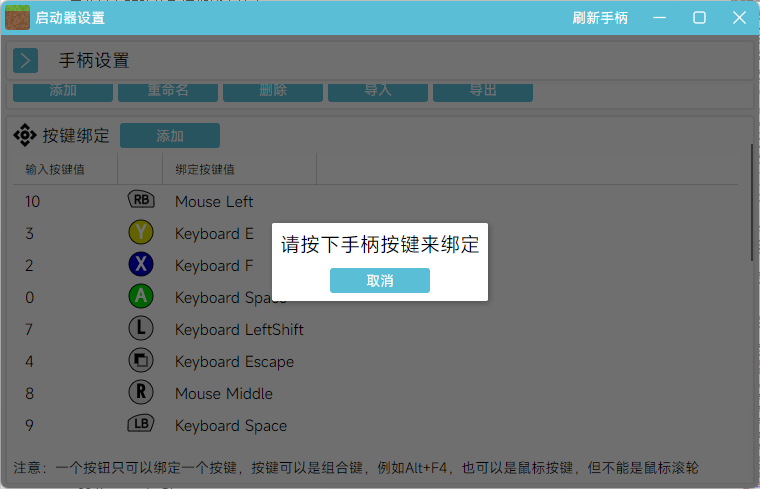 启动器设置 刷新手柄
手柄设置
添加 重命名 删除 导入 导出
按键绑定 添加
输入按键值 绑定按键值
10 RB Mouse Left
3 Y Keyboard E
2 X Keyboard F
请按下手柄按键来绑定
取消
0 A Keyboard Space
7 L Keyboard LeftShift
4 Keyboard Escape
8 R Mouse Middle
9 LB Keyboard Space
注意：一个按钮只可以绑定一个按键，按键可以是组合键，例如Alt+F4，也可以是鼠标按键，但不能是鼠标滚轮